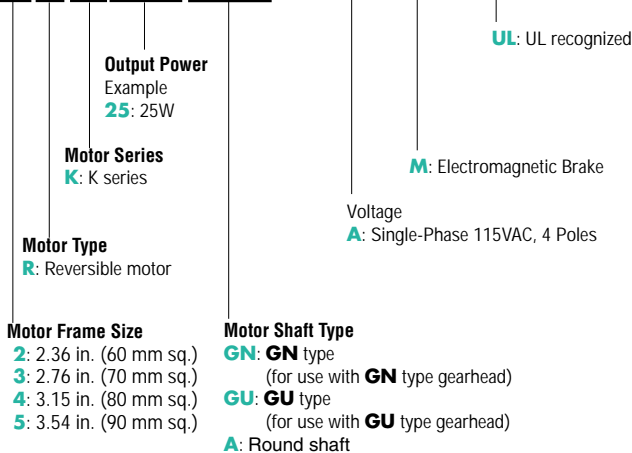 UL: UL recognized
Output Power
Example
25: 25W
Motor Series
K: K series
M: Electromagnetic Brake
Voltage
A: Single-Phase 115VAC, 4 Poles
Motor Type
R: Reversible motor
Motor Frame Size
2: 2.36 in. (60 mm sq.)
3: 2.76 in. (70 mm sq.)
4: 3.15 in. (80 mm sq.)
5: 3.54 in. (90 mm sq.)
Motor Shaft Type
GN: GN type
(for use with GN type gearhead)
GU: GU type
(for use with GU type gearhead)
A: Round shaft